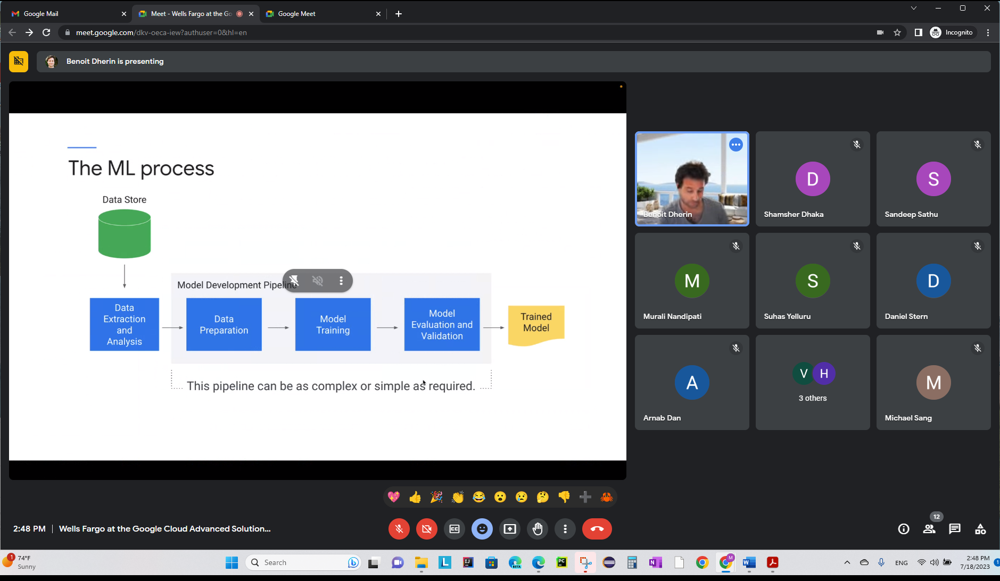 Google Mail
Meet - Wells Fargo at the Go
Google Meet
meet.google.com/dkv-oeca-iew?authuser=0&hl=en
Incognito
Benoit Dherin is presenting
The ML process
Data Store
Model Development Pipeline
Data
Extraction
and
Analysis
Data
Preparation
Model
Training
Model
Evaluation and
Validation
Trained
Model
This pipeline can be as complex or simple as required.
Benoit Dherin
D
Shamsher Dhaka
S
Sandeep Sathu
M
Murali Nandipati
S
Suhas Yelluru
D
Daniel Stern
A
Arnab Dan
V H
3 others
M
Michael Sang
2:48 PM | Wells Fargo at the Google Cloud Advanced Solution...
CC
12
1
74°F
Sunny
Search
L
IJ
BETA
PC
N
M
W
ENG
2:48 PM
7/18/2023
1